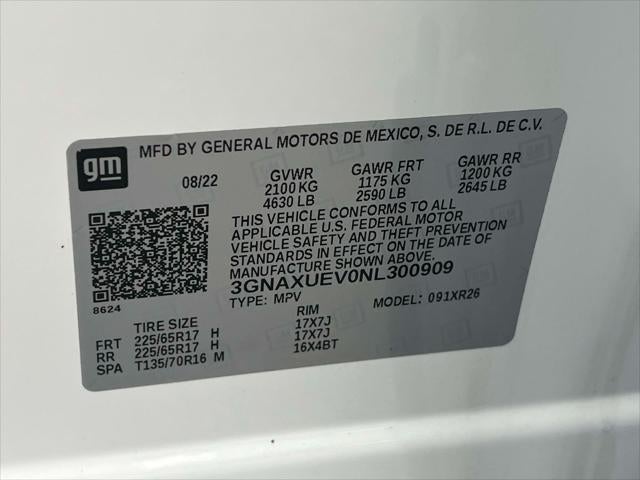 gm
MFD BY GENERAL MOTORS DE MEXICO, S. DE R.L. DE C.V.
08/22 GVWR GAWR FRT GAWR RR
2100 KG 1175 KG 1200 KG
4630 LB 2590 LB 2645 LB
THIS VEHICLE CONFORMS TO ALL
APPLICABLE U.S. FEDERAL MOTOR
VEHICLE SAFETY AND THEFT PREVENTION
STANDARDS IN EFFECT ON THE DATE OF
MANUFACTURE SHOWN ABOVE.
3GNAXUEV0NL300909
8624
TYPE: MPV MODEL: 091XR26
TIRE SIZE RIM
FRT 225/65R17 H 17X7J
RR 225/65R17 H 17X7J
SPA T135/70R16 M 16X4BT